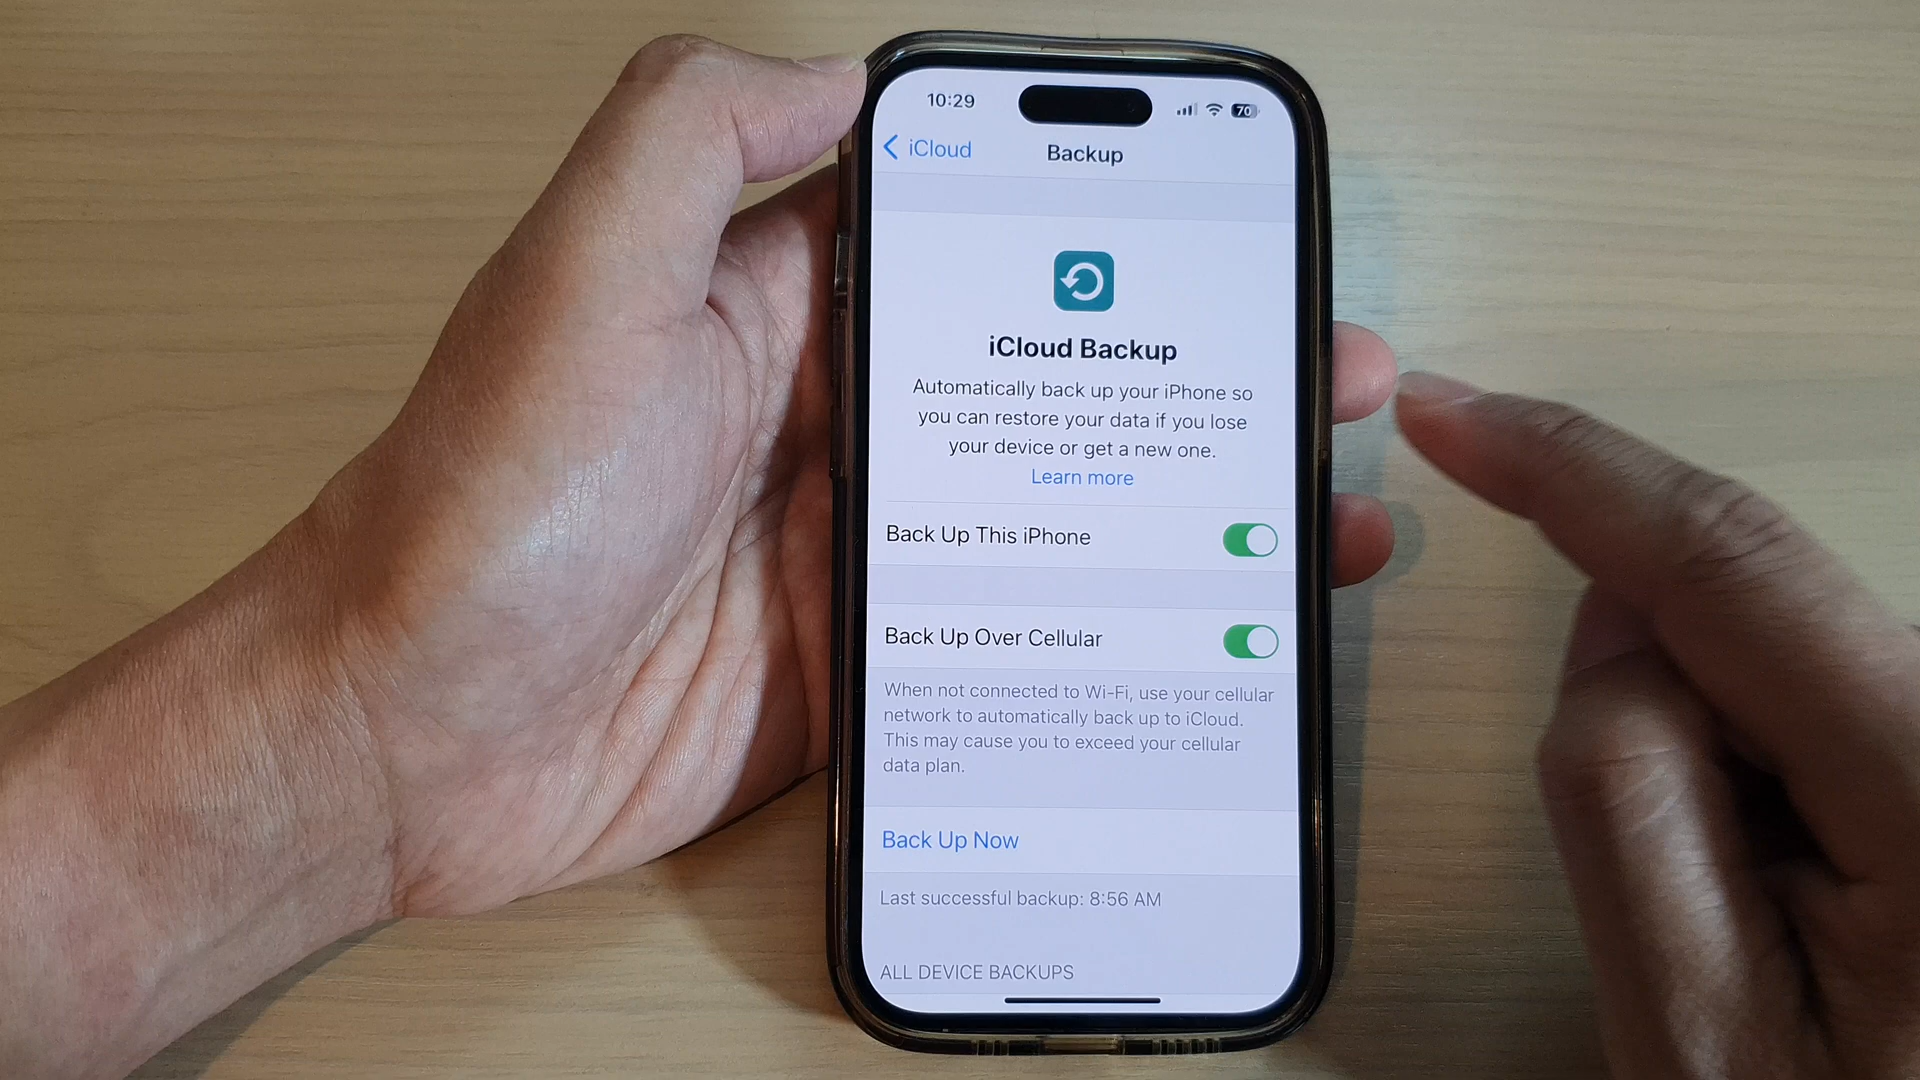 10:29
70
iCloud
Backup
iCloud Backup
Automatically back up your iPhone so
you can restore your data if you lose
your device or get a new one.
Learn more
Back Up This iPhone
Back Up Over Cellular
When not connected to Wi-Fi, use your cellular
network to automatically back up to iCloud.
This may cause you to exceed your cellular
data plan.
Back Up Now
Last successful backup: 8:56 AM
ALL DEVICE BACKUPS